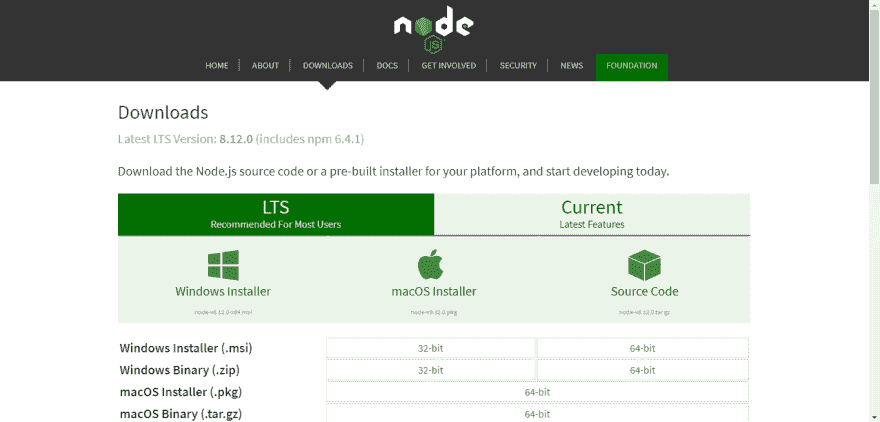 node
JS
HOME ABOUT DOWNLOADS DOCS GET INVOLVED SECURITY NEWS FOUNDATION
Downloads
Latest LTS Version: 8.12.0 (includes npm 6.4.1)
Download the Node.js source code or a pre-built installer for your platform, and start developing today.
LTS Current
Recommended For Most Users Latest Features
Windows Installer macOS Installer Source Code
node-v8.12.0-x64.msi node-v8.12.0.pkg node-v8.12.0.tar.gz
Windows Installer (.msi) 32-bit 64-bit
Windows Binary (.zip) 32-bit 64-bit
macOS Installer (.pkg) 64-bit
macOS Binary (.tar.gz) 64-bit